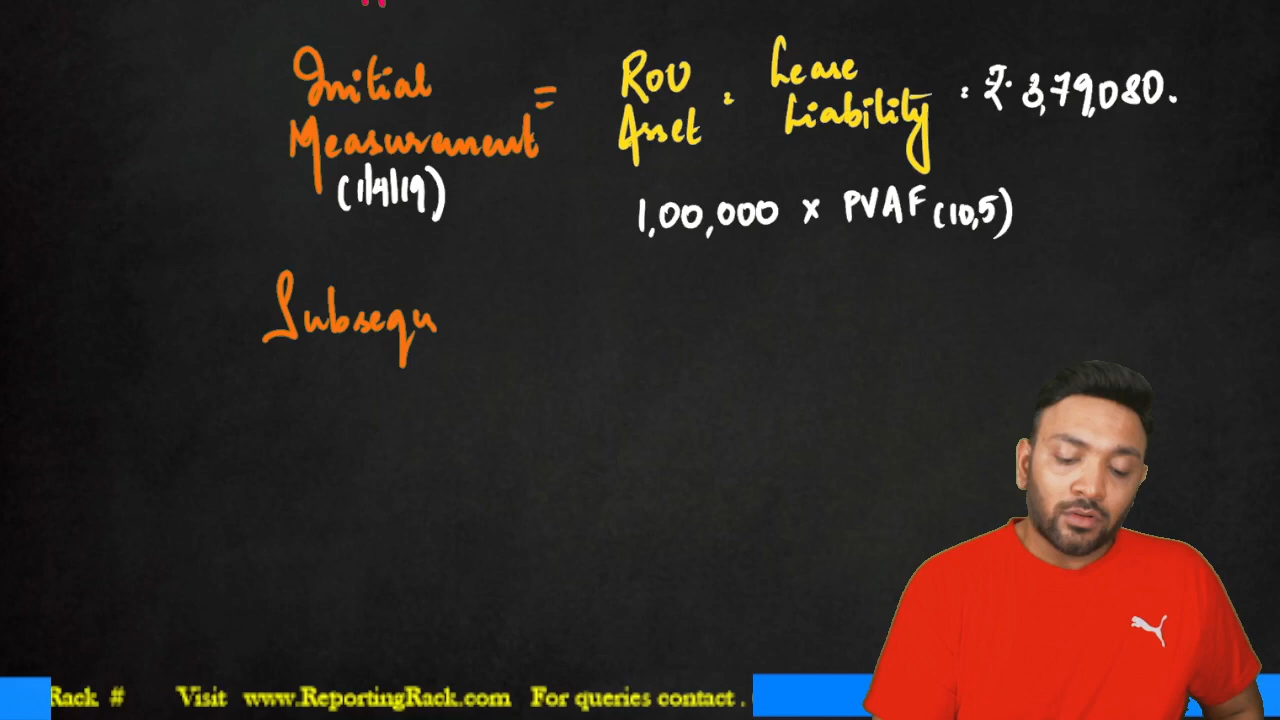 Initial
Measurement = ROU Asset = Lease Liability = ₹. 3,79,080.
(1/4/19)
1,00,000 x PVAF (10,5)
Subsequ
Rack # Visit www.ReportingRack.com For queries contact .